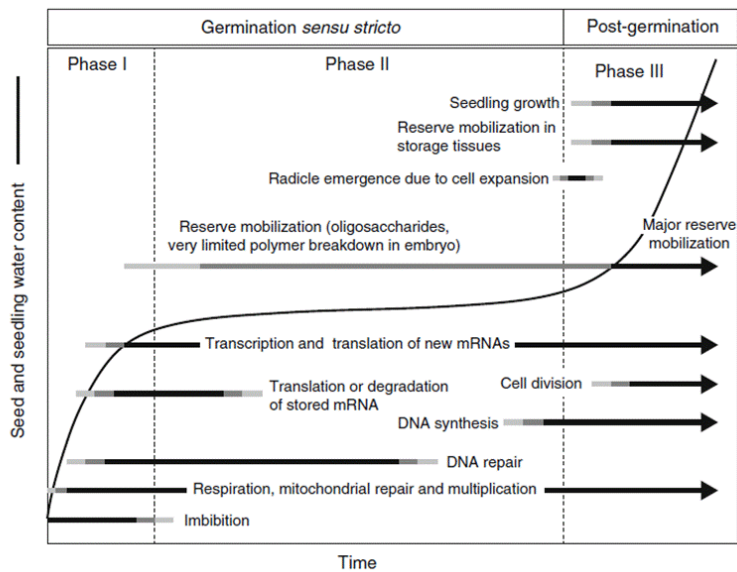 Germination sensu stricto
Post-germination
Phase I
Phase II
Phase III
Seedling growth
Reserve mobilization in
storage tissues
Radicle emergence due to cell expansion
Reserve mobilization (oligosaccharides,
very limited polymer breakdown in embryo)
Major reserve
mobilization
Transcription and translation of new mRNAs
Translation or degradation
of stored mRNA
Cell division
DNA synthesis
DNA repair
Respiration, mitochondrial repair and multiplication
Imbibition
Seed and seedling water content
Time